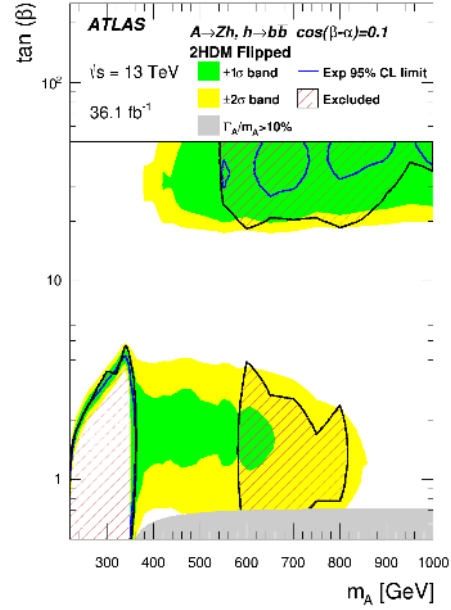 ATLAS
A→Zh, h→bb̄ cos(β-α)=0.1
2HDM Flipped
√s = 13 TeV
36.1 fb⁻¹
±1σ band
Exp 95% CL limit
±2σ band
Excluded
Γ_A/m_A>10%
tan (β)
10²
10
1
300 400 500 600 700 800 900 1000
m_A [GeV]